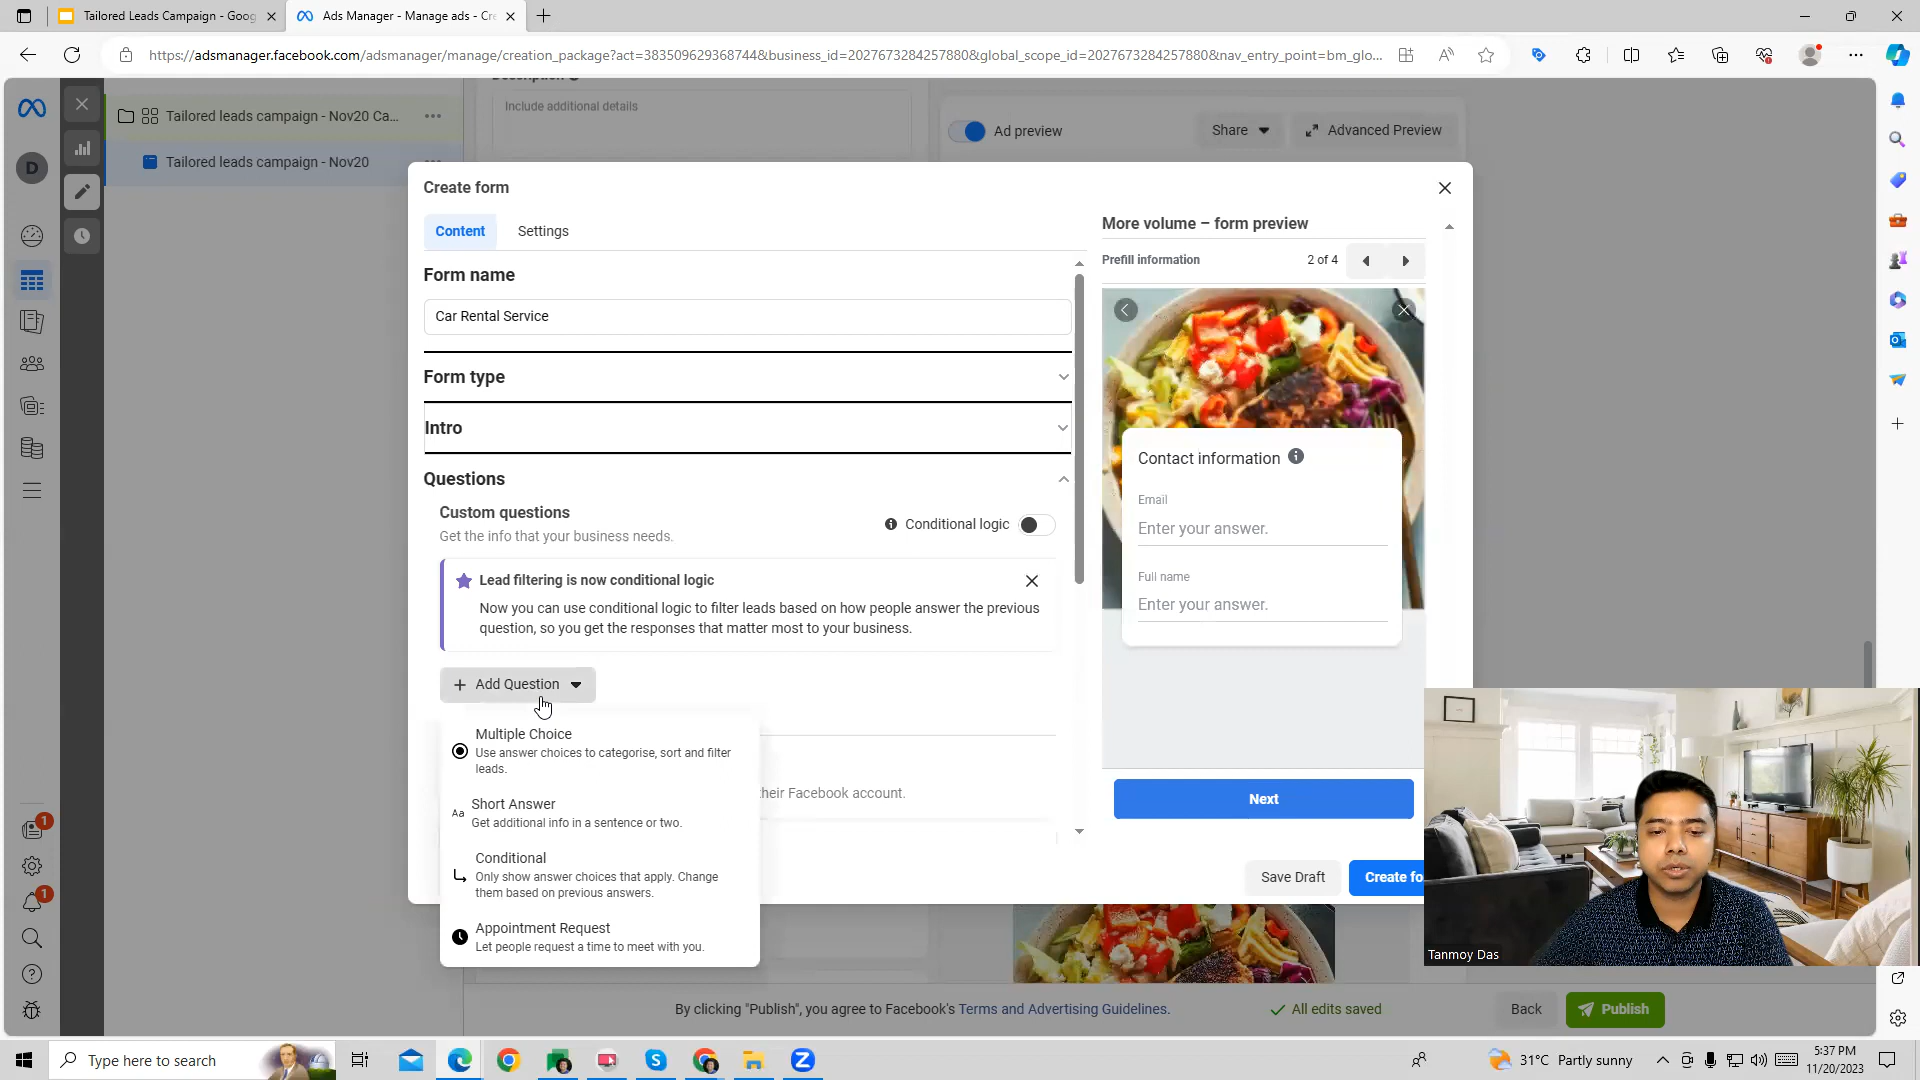 Tailored Leads Campaign - Goog
Ads Manager - Manage ads - Cre
https://adsmanager.facebook.com/adsmanager/manage/creation_package?act=383509629368744&business_id=2027673284257880&global_scope_id=2027673284257880&nav_entry_point=bm_glo...
D
Tailored leads campaign - Nov20 Ca...
Tailored leads campaign - Nov20
Description
Include additional details
Ad preview
Share
Advanced Preview
Create form
Content
Settings
Form name
Car Rental Service
Form type
Intro
Questions
Custom questions
Get the info that your business needs.
Conditional logic
Lead filtering is now conditional logic
Now you can use conditional logic to filter leads based on how people answer the previous
question, so you get the responses that matter most to your business.
Add Question
Multiple Choice
Use answer choices to categorise, sort and filter
leads.
Aa
Short Answer
Get additional info in a sentence or two.
Conditional
Only show answer choices that apply. Change
them based on previous answers.
Appointment Request
Let people request a time to meet with you.
their Facebook account.
More volume – form preview
Prefill information
2 of 4
Contact information
Email
Enter your answer.
Full name
Enter your answer.
Next
Save Draft
Create fo
Tanmoy Das
1
1
By clicking "Publish", you agree to Facebook's Terms and Advertising Guidelines.
All edits saved
Back
Publish
Type here to search
31°C Partly sunny
5:37 PM
11/20/2023